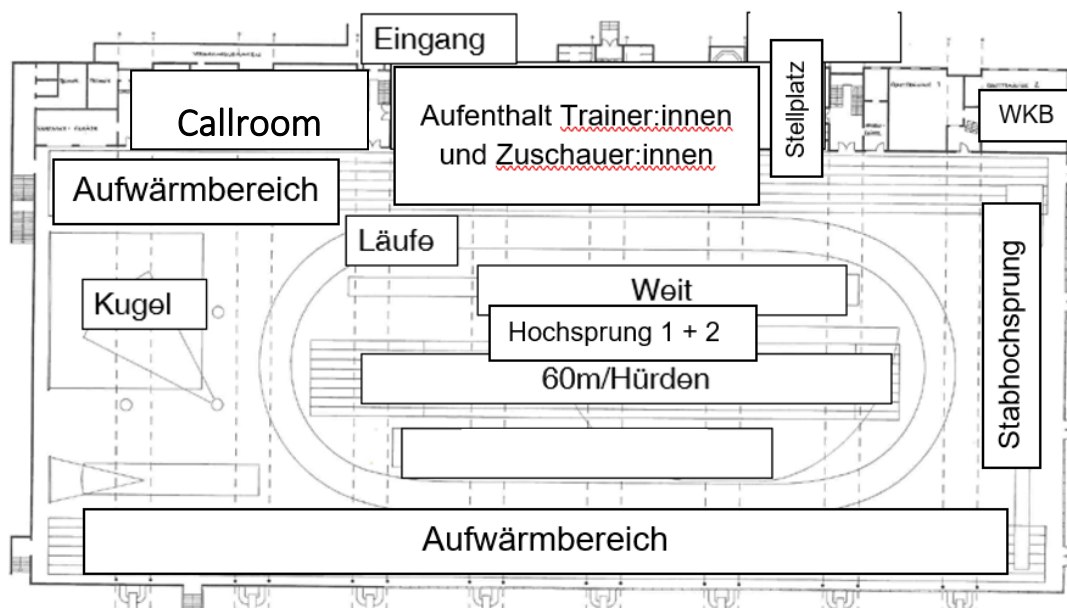 Eingang
Callroom
Aufenthalt Trainer:innen
und Zuschauer:innen
Stellplatz
WKB
Aufwärmbereich
Läufe
Kugel
Weit
Hochsprung 1 + 2
60m/Hürden
Stabhochsprung
Aufwärmbereich